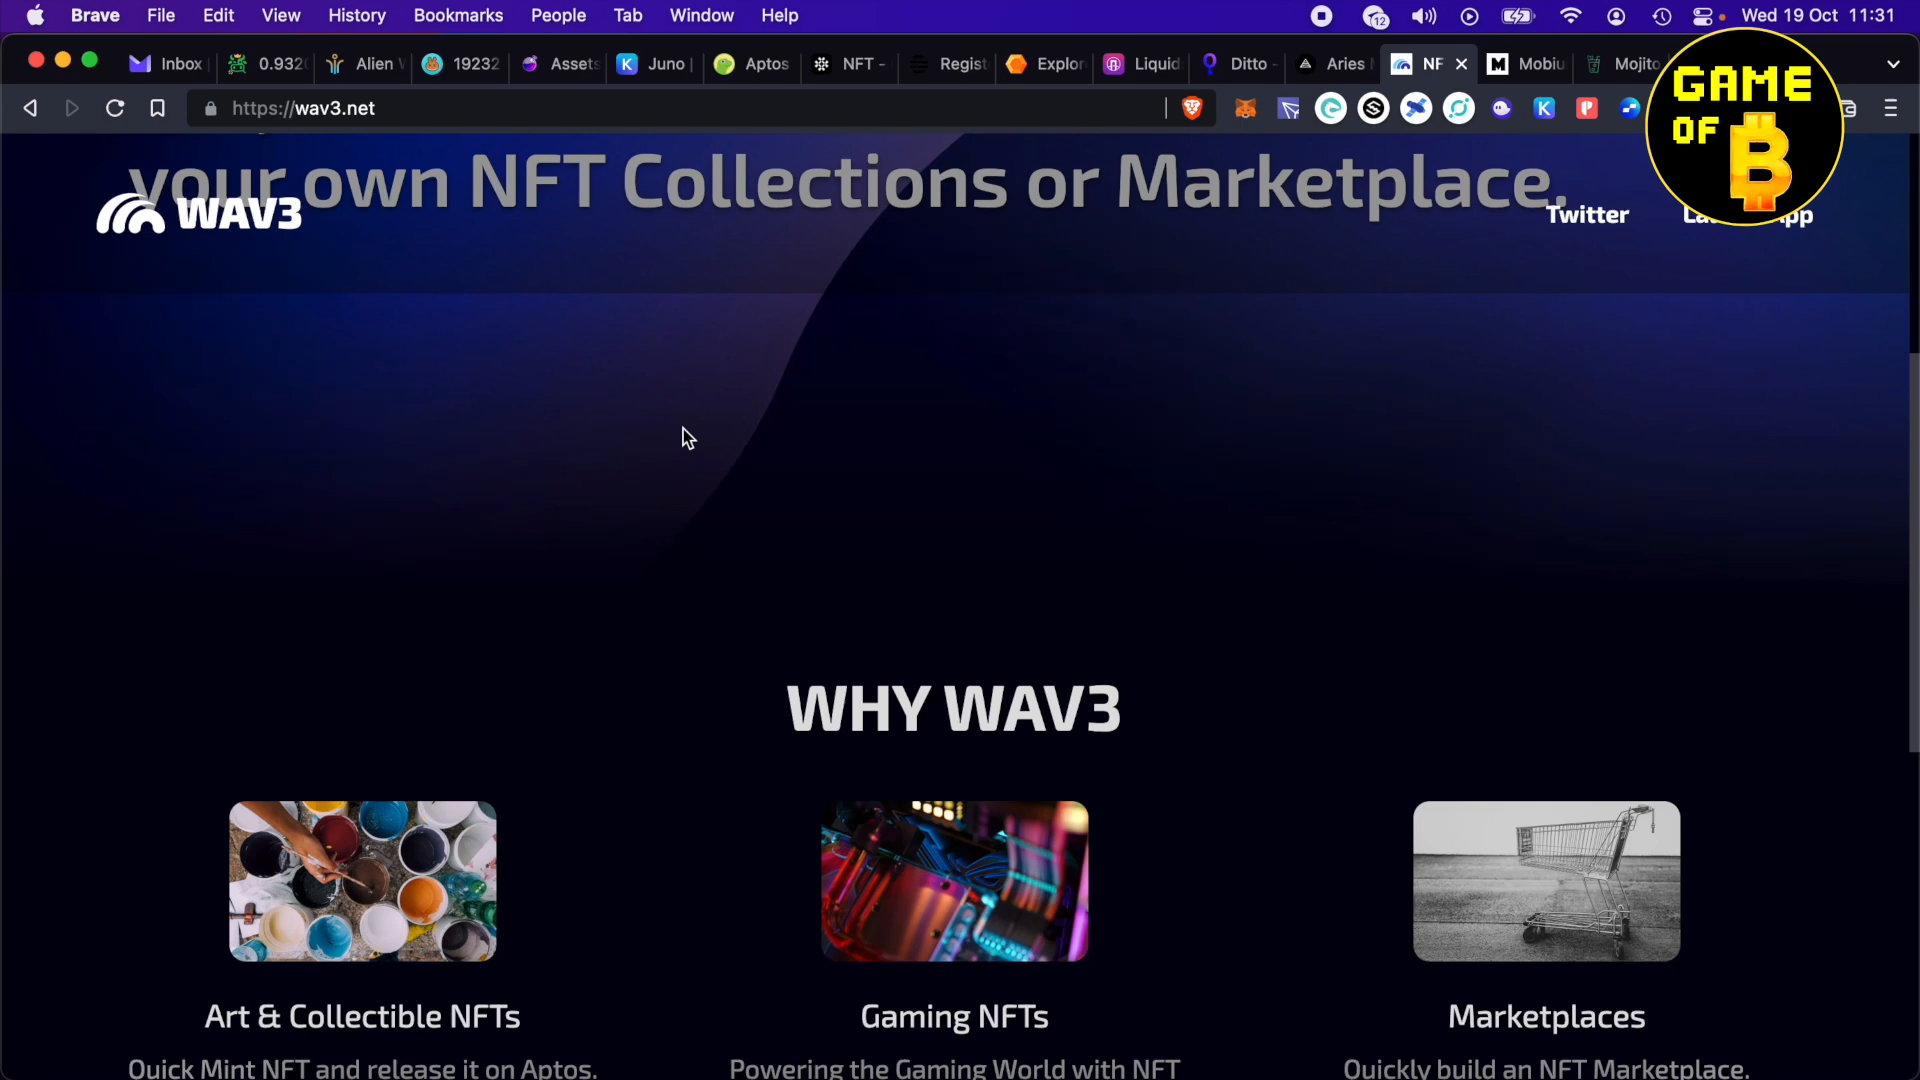 Brave File Edit View History Bookmarks People Tab Window Help 12 Wed 19 Oct 11:31
Inbox 0.932 Alien 19232 Assets K Juno Aptos NFT - Regist Explor Liquid Ditto - Aries NF M Mobiu Mojito
https://wav3.net
GAME
OF B
your own NFT Collections or Marketplace.
WAV3 Twitter
WHY WAV3
Art & Collectible NFTs Gaming NFTs Marketplaces
Quick Mint NFT and release it on Aptos. Powering the Gaming World with NFT Quickly build an NFT Marketplace.